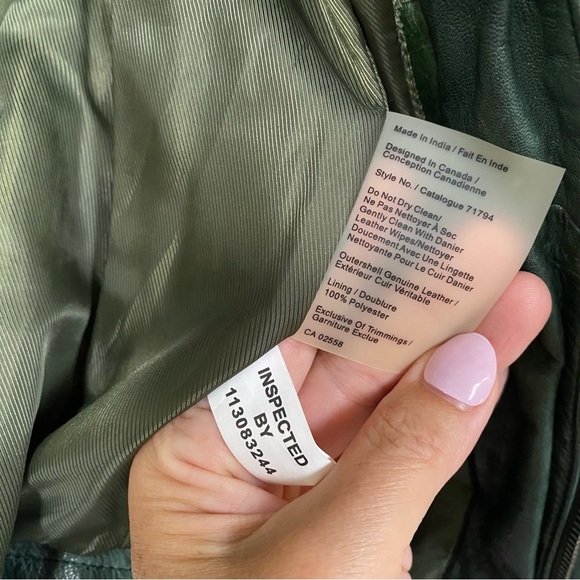 Made In India / Fait En Inde
Designed In Canada /
Conception Canadienne
Style No. / Catalogue 71794
Do Not Dry Clean/
Ne Pas Nettoyer À Sec
Gently Clean With Danier
Leather Wipes/Nettoyer
Doucement Avec Une Lingette
Nettoyante Pour Le Cuir Danier
Outershell Genuine Leather /
Extérieur Cuir Véritable
Lining / Doublure
100% Polyester
Exclusive Of Trimmings /
Garniture Exclue
CA 02558
INSPECTED
BY
113083244